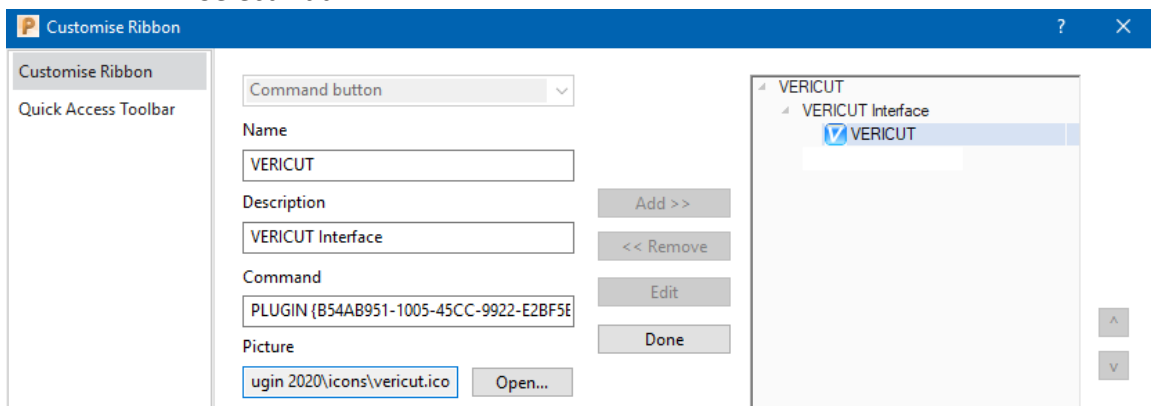 Customise Ribbon
?
Customise Ribbon
Quick Access Toolbar
Command button
Name
VERICUT
Description
VERICUT Interface
Command
PLUGIN {B54AB951-1005-45CC-9922-E2BF5E
Picture
ugin 2020\icons\vericut.ico
Open...
Add >>
<< Remove
Edit
Done
VERICUT
VERICUT Interface
VERICUT